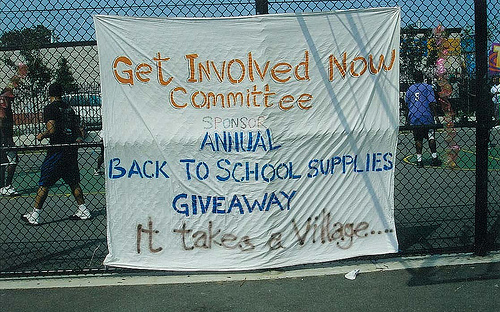 Get Involved Now
Committee
SPONSOR
ANNUAL
BACK TO SCHOOL SUPPLIES
GIVEAWAY
It takes a Village....